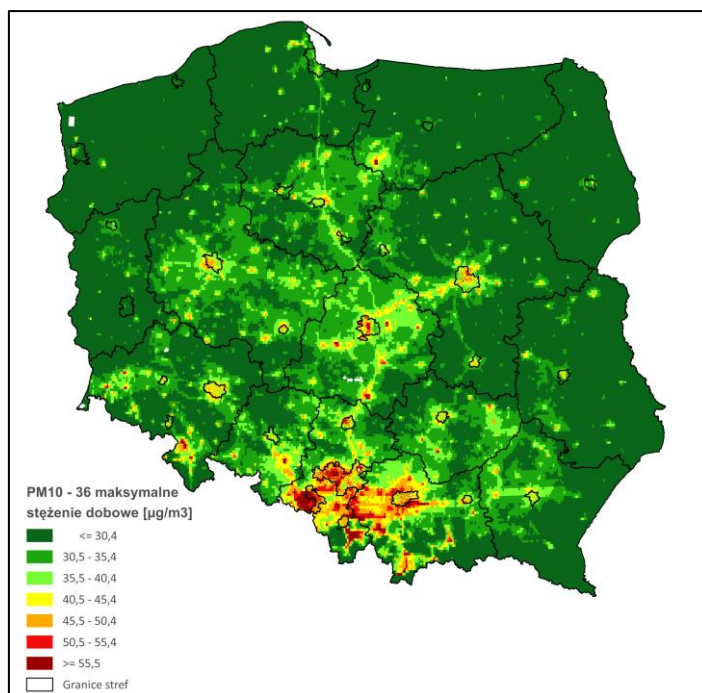 PM10 - 36 maksymalne
stężenie dobowe [µg/m3]
<= 30,4
30,5 - 35,4
35,5 - 40,4
40,5 - 45,4
45,5 - 50,4
50,5 - 55,4
>= 55,5
Granice stref